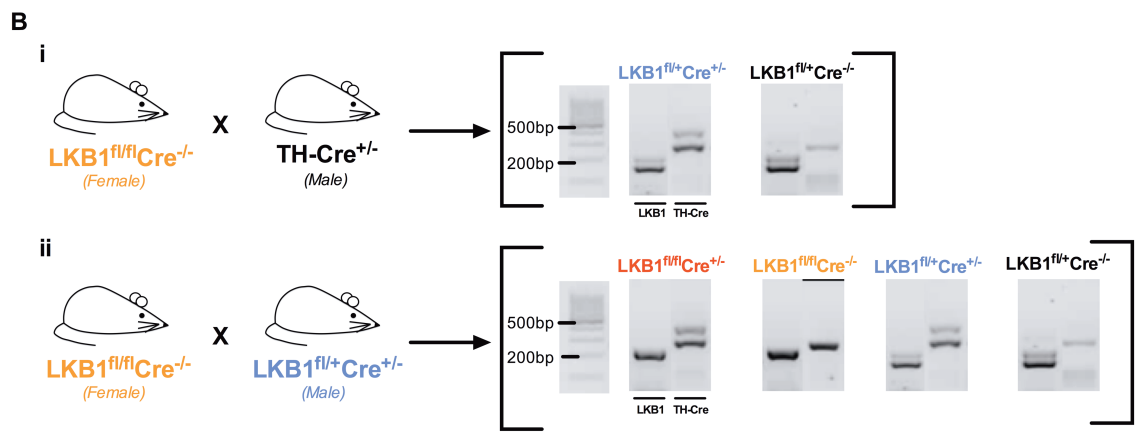 B
i
LKB1fl/flCre-/-
(Female)
X
TH-Cre+/-
(Male)
500bp
200bp
LKB1fl/+Cre+/-
LKB1fl/+Cre-/-
LKB1
TH-Cre
ii
LKB1fl/flCre-/-
(Female)
X
LKB1fl/+Cre+/-
(Male)
500bp
200bp
LKB1fl/flCre+/-
LKB1fl/flCre-/-
LKB1fl/+Cre+/-
LKB1fl/+Cre-/-
LKB1
TH-Cre